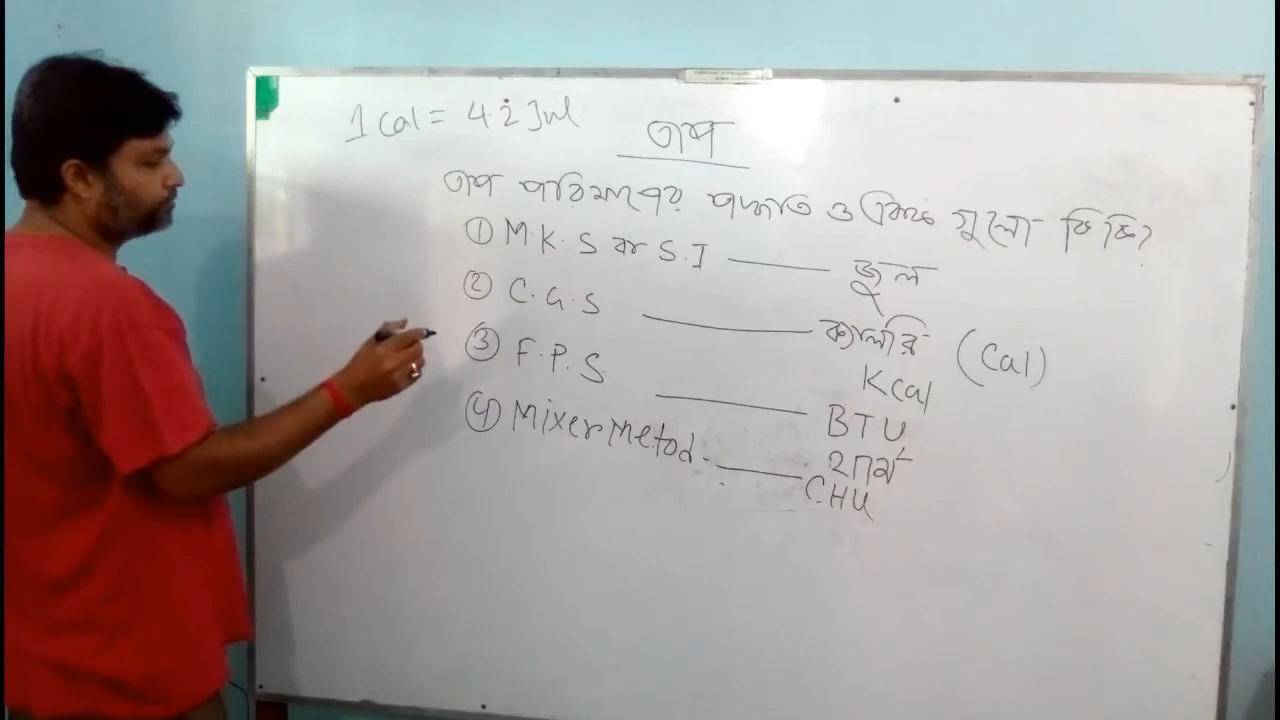 1 Cal = 4.2 Jul
তাপ
তাপ পরিমাপের পদ্ধতি ও একক গুলো কি কি?
① M.K.S বা S.I —— জুল
② C.G.S —— ক্যালরি (Cal)
Kcal
③ F.P.S —— BTU
থার্ম
④ Mixer Metod. —— CHU